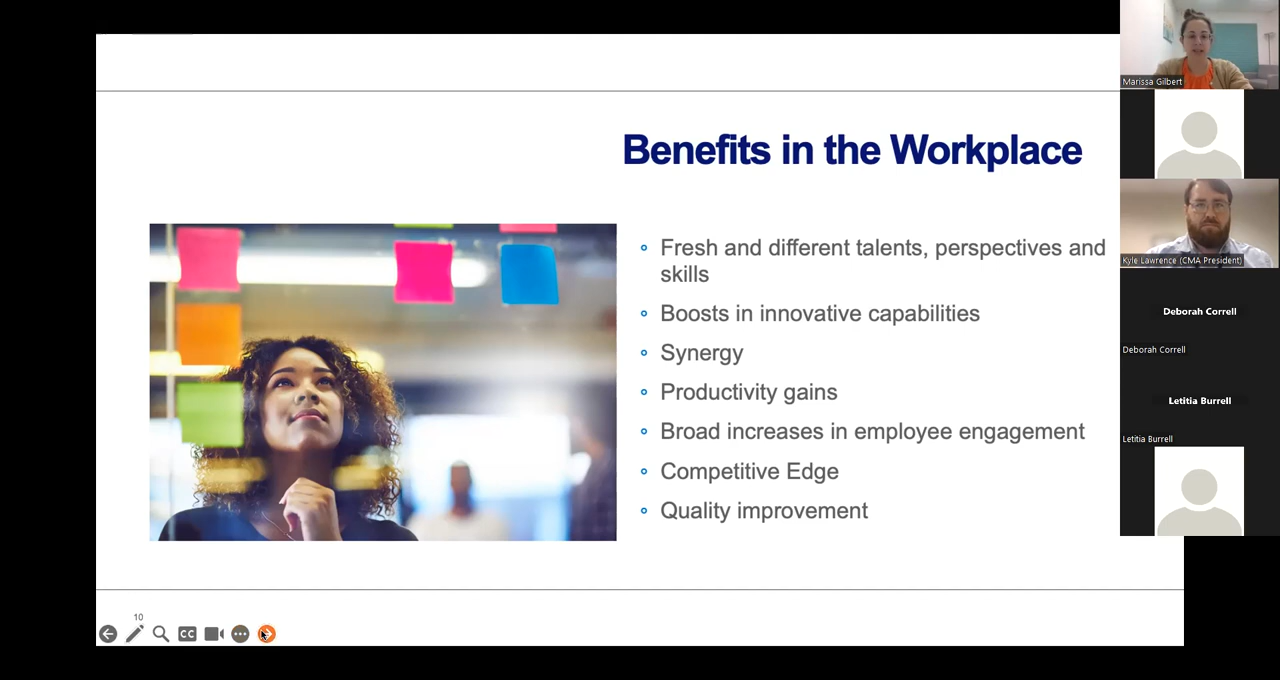 Benefits in the Workplace
Fresh and different talents, perspectives and
skills
Boosts in innovative capabilities
Synergy
Productivity gains
Broad increases in employee engagement
Competitive Edge
Quality improvement
10
CC
Marissa Gilbert
Kyle Lawrence (CMA President)
Deborah Correll
Deborah Correll
Letitia Burrell
Letitia Burrell